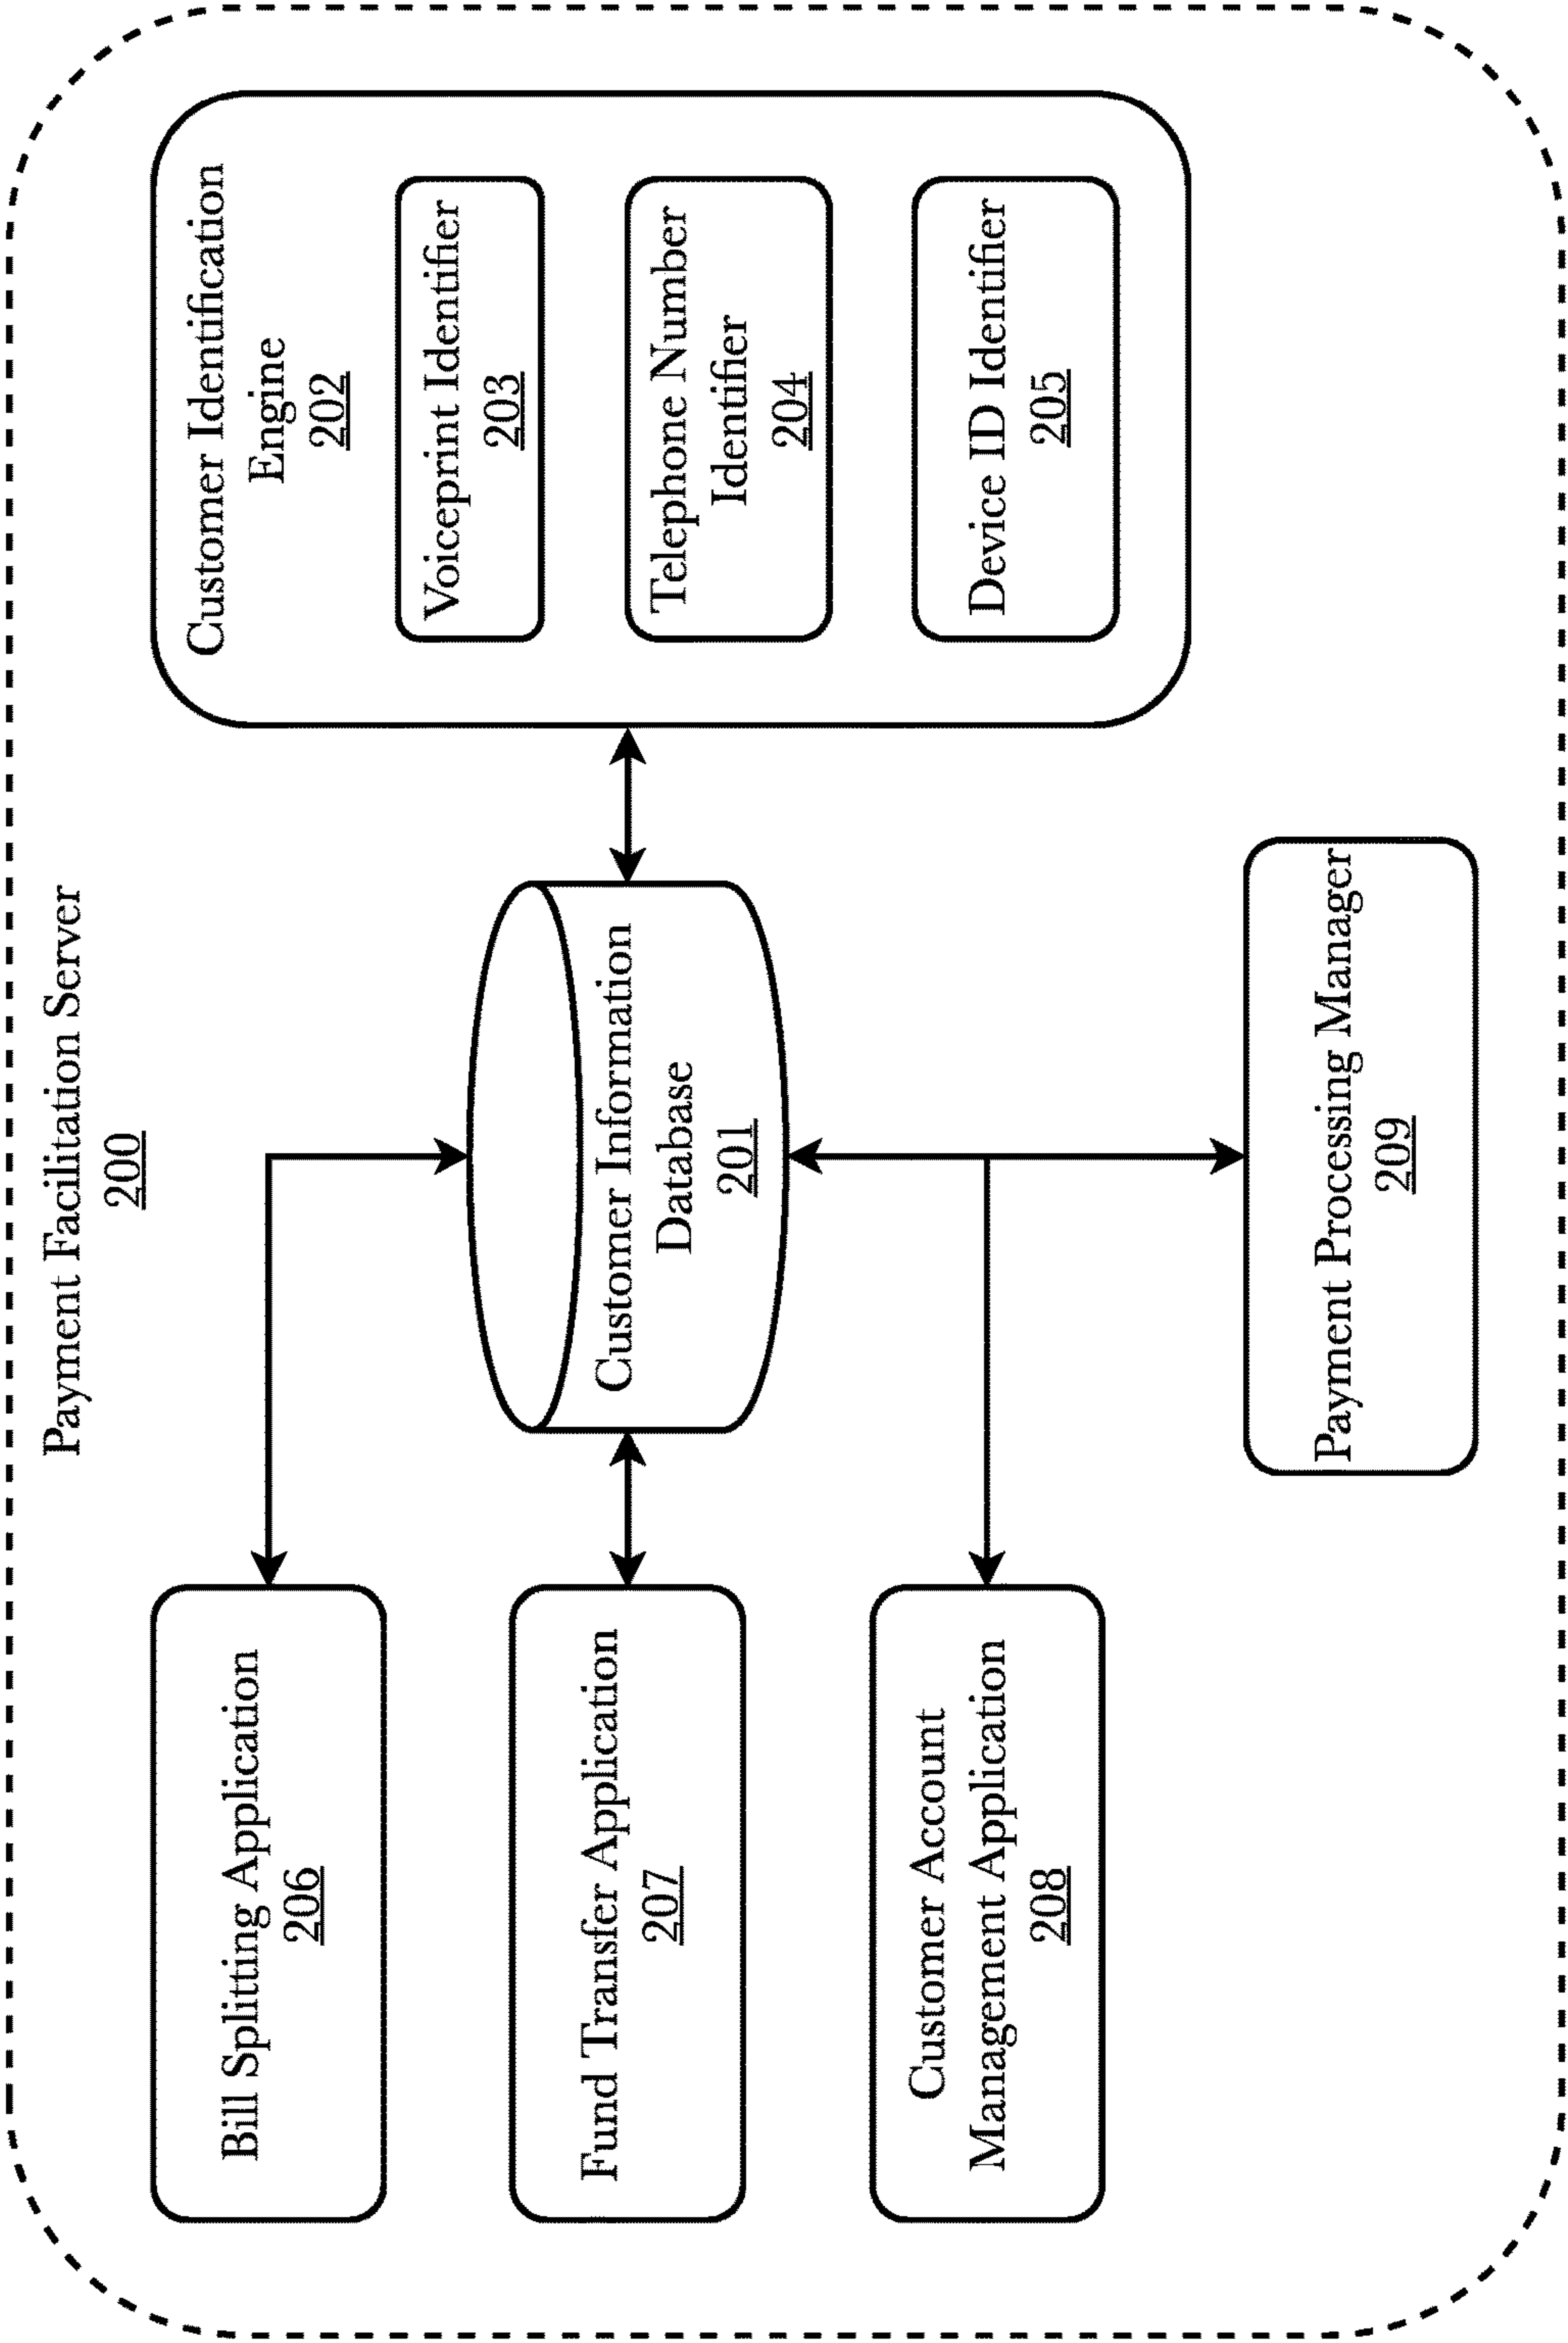 Payment Facilitation Server
200
Bill Splitting Application
206
Fund Transfer Application
207
Customer Account
Management Application
208
Customer Information
Database
201
Customer Identification
Engine
202
Voiceprint Identifier
203
Telephone Number
Identifier
204
Device ID Identifier
205
Payment Processing Manager
209